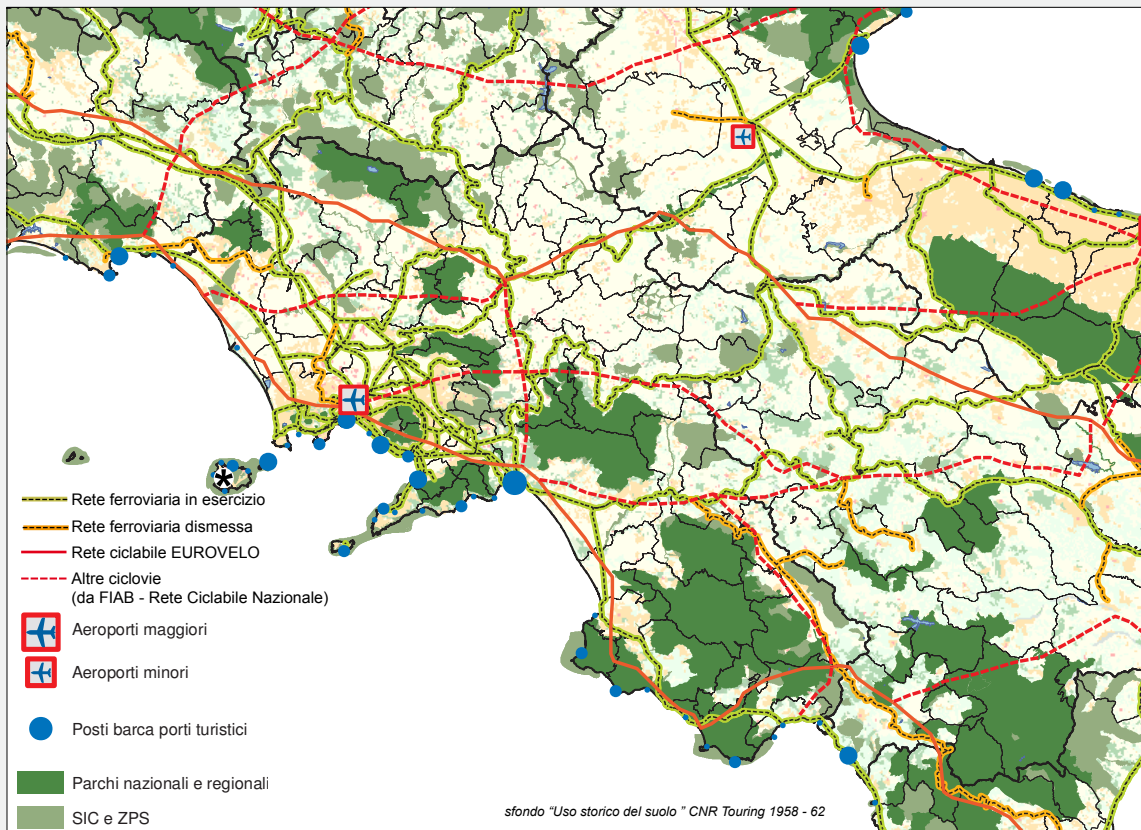 Rete ferroviaria in esercizio
Rete ferroviaria dismessa
Rete ciclabile EUROVELO
Altre ciclovie
(da FIAB - Rete Ciclabile Nazionale)
Aeroporti maggiori
Aeroporti minori
Posti barca porti turistici
Parchi nazionali e regionali
SIC e ZPS
sfondo “Uso storico del suolo ” CNR Touring 1958 - 62